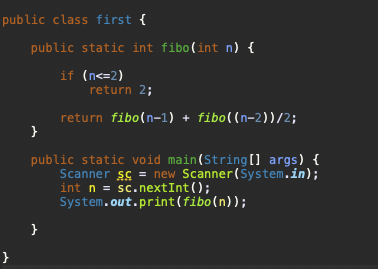 public class first {
public static int fibo(int n) {
if (n<=2)
return 2;
return fibo(n-1) + fibo((n-2))/2;
}
public static void main(String[] args) {
Scanner sc = new Scanner(System.in);
int n = sc.nextInt();
System.out.print(fibo(n));
}
}